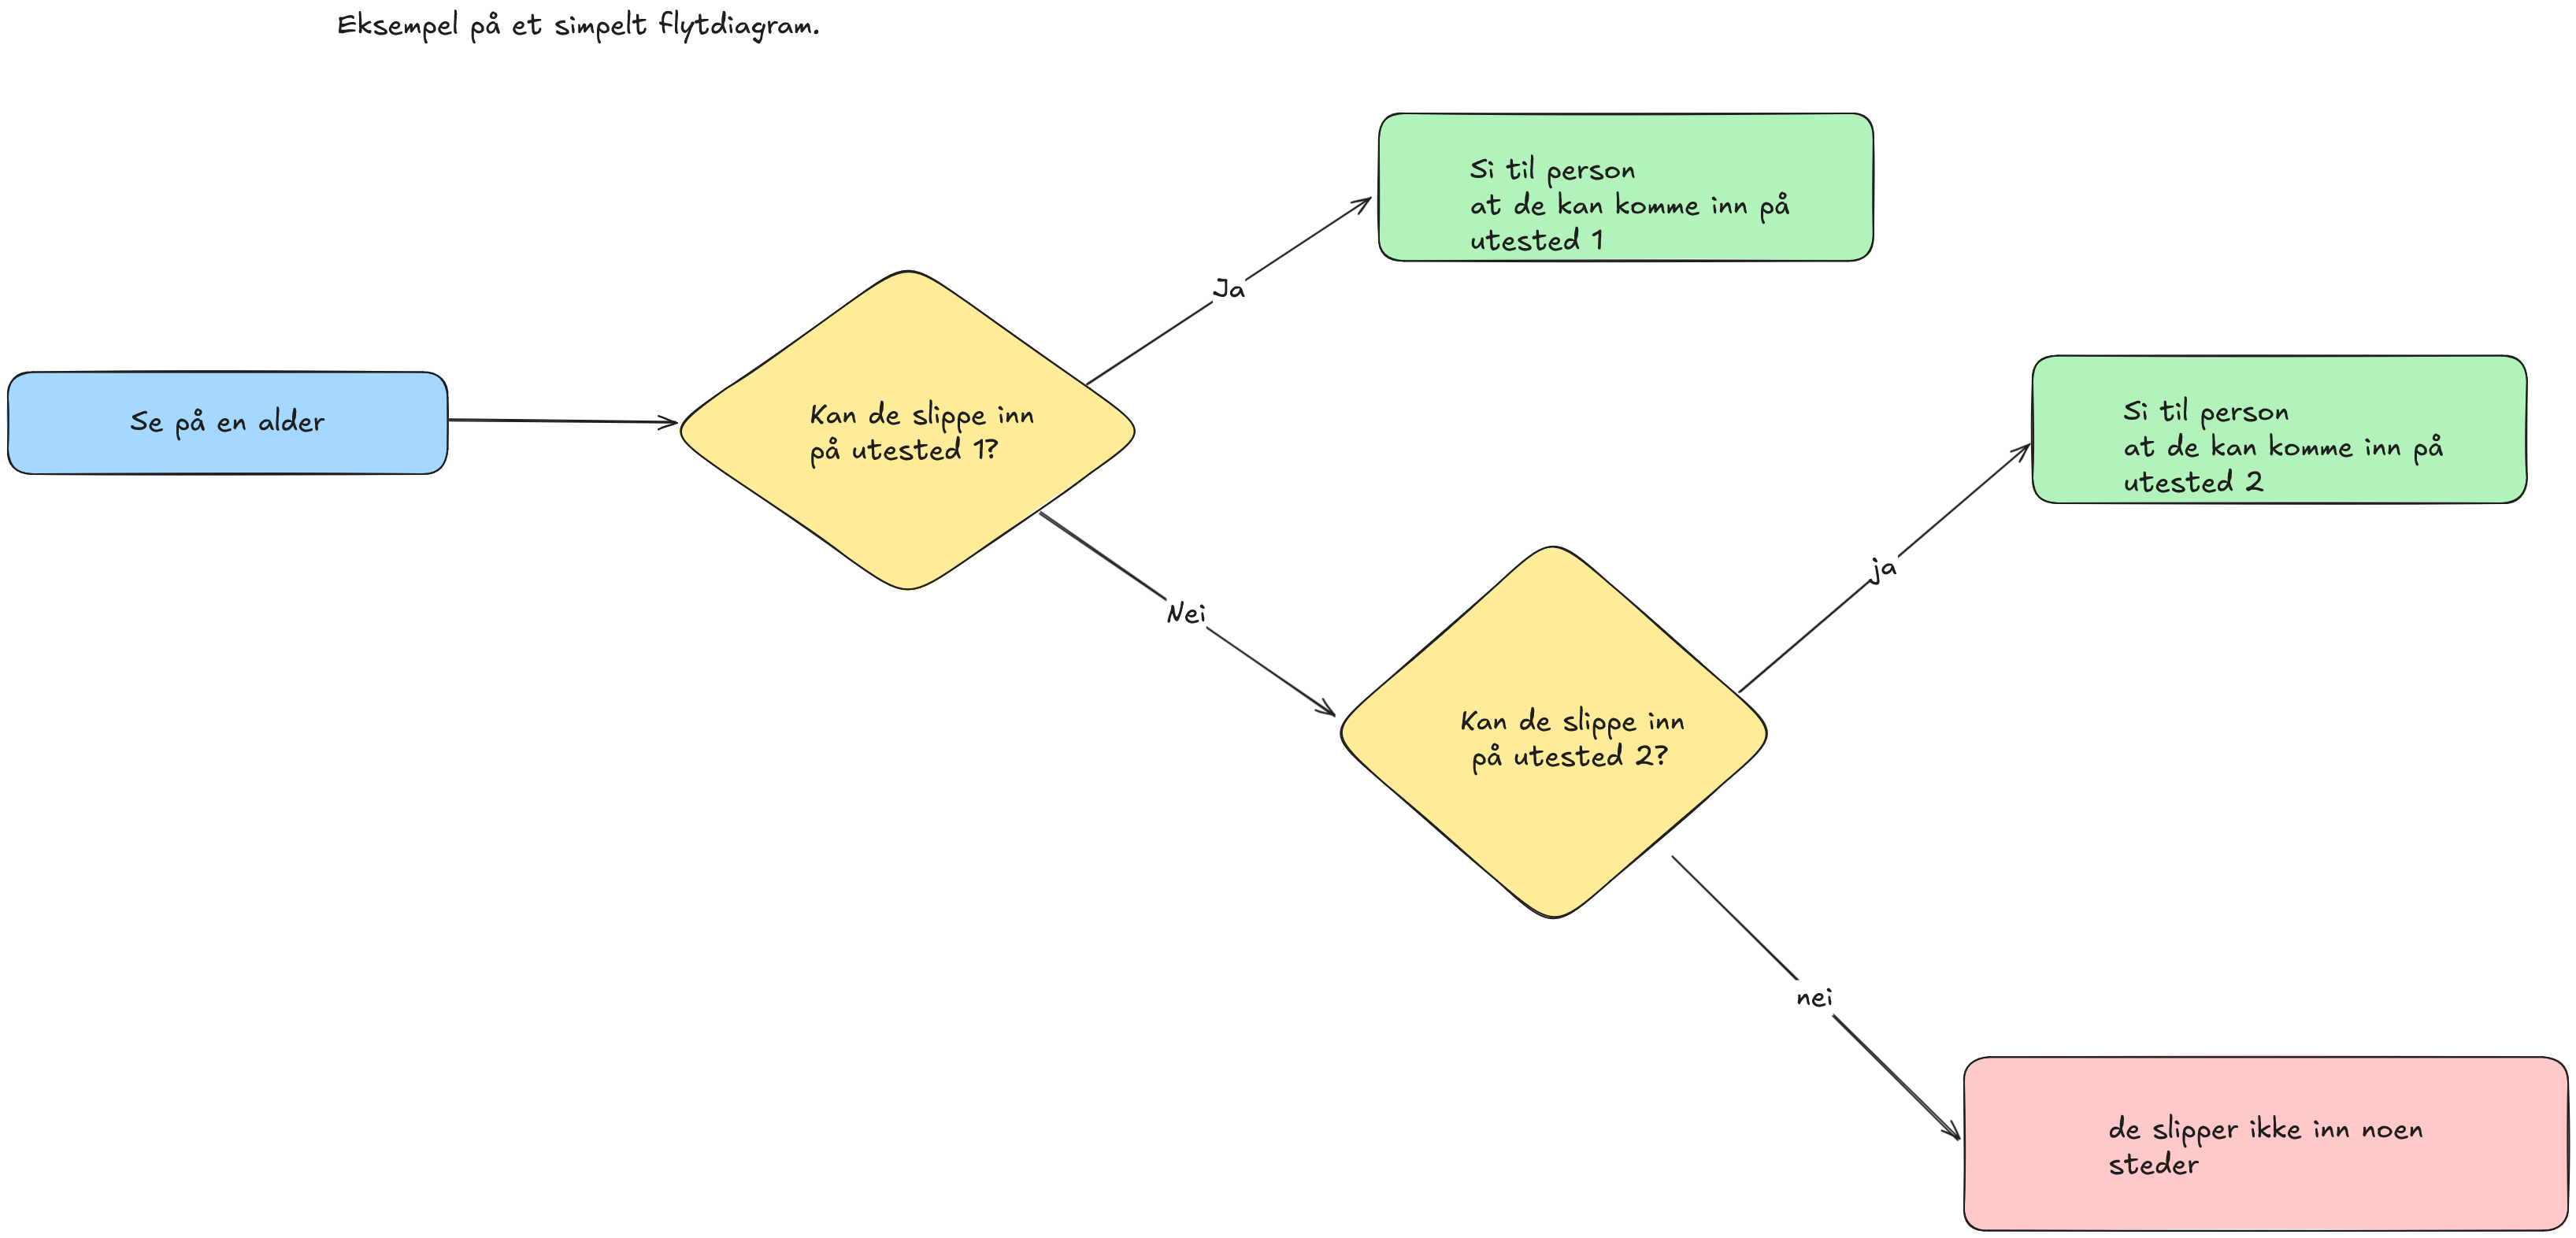 Eksempel på et simpelt flytdiagram.
Si til person
at de kan komme inn på
utested 1
Ja
Se på en alder
Kan de slippe inn
på utested 1?
Si til person
at de kan komme inn på
utested 2
ja
Nei
Kan de slippe inn
på utested 2?
nei
de slipper ikke inn noen
steder